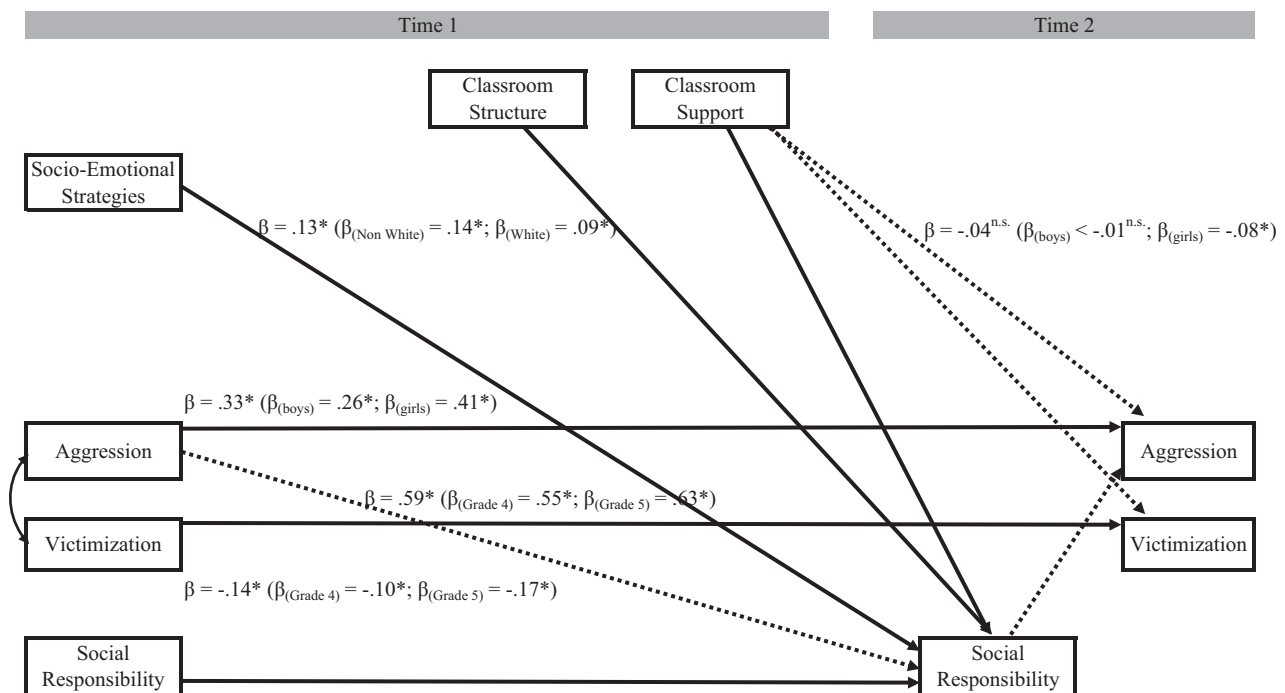 Time 1
Time 2
Classroom
Structure
Classroom
Support
Socio-Emotional
Strategies
β = .13* (β(Non White) = .14*; β(White) = .09*)
β = -.04n.s. (β(boys) < -.01n.s.; β(girls) = -.08*)
β = .33* (β(boys) = .26*; β(girls) = .41*)
Aggression
Aggression
β = .59* (β(Grade 4) = .55*; β(Grade 5) = .63*)
Victimization
Victimization
β = -.14* (β(Grade 4) = -.10*; β(Grade 5) = -.17*)
Social
Responsibility
Social
Responsibility